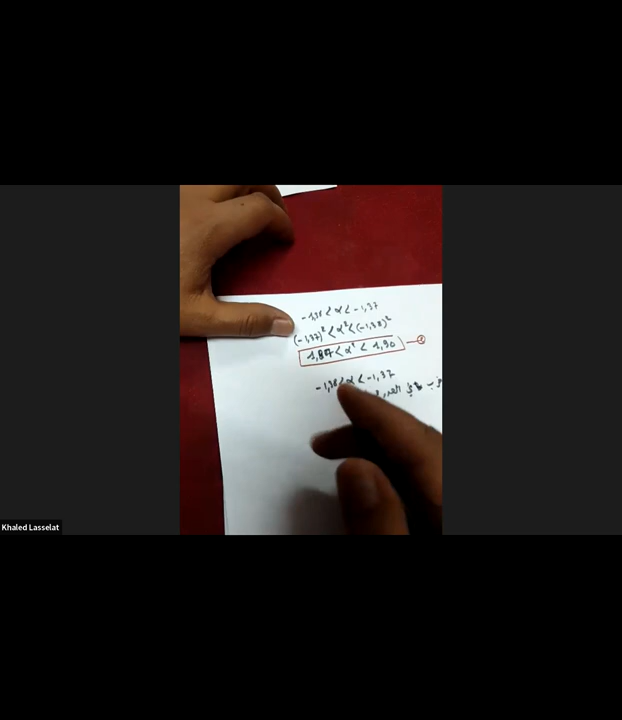 -1,38 < α < -1,37
(-1,37)² < α² < (-1,38)²
1,87 < α² < 1,90 — ①
-1,38 < α < -1,37
Khaled Lasselat